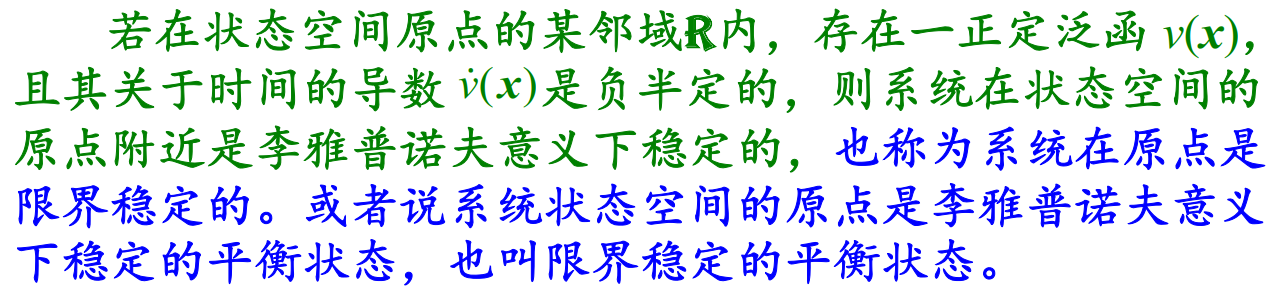 若在状态空间原点的某邻域R内，存在一正定泛函 v(x)，
且其关于时间的导数 v̇(x)是负半定的，则系统在状态空间的
原点附近是李雅普诺夫意义下稳定的，也称为系统在原点是
限界稳定的。或者说系统状态空间的原点是李雅普诺夫意义
下稳定的平衡状态，也叫限界稳定的平衡状态。